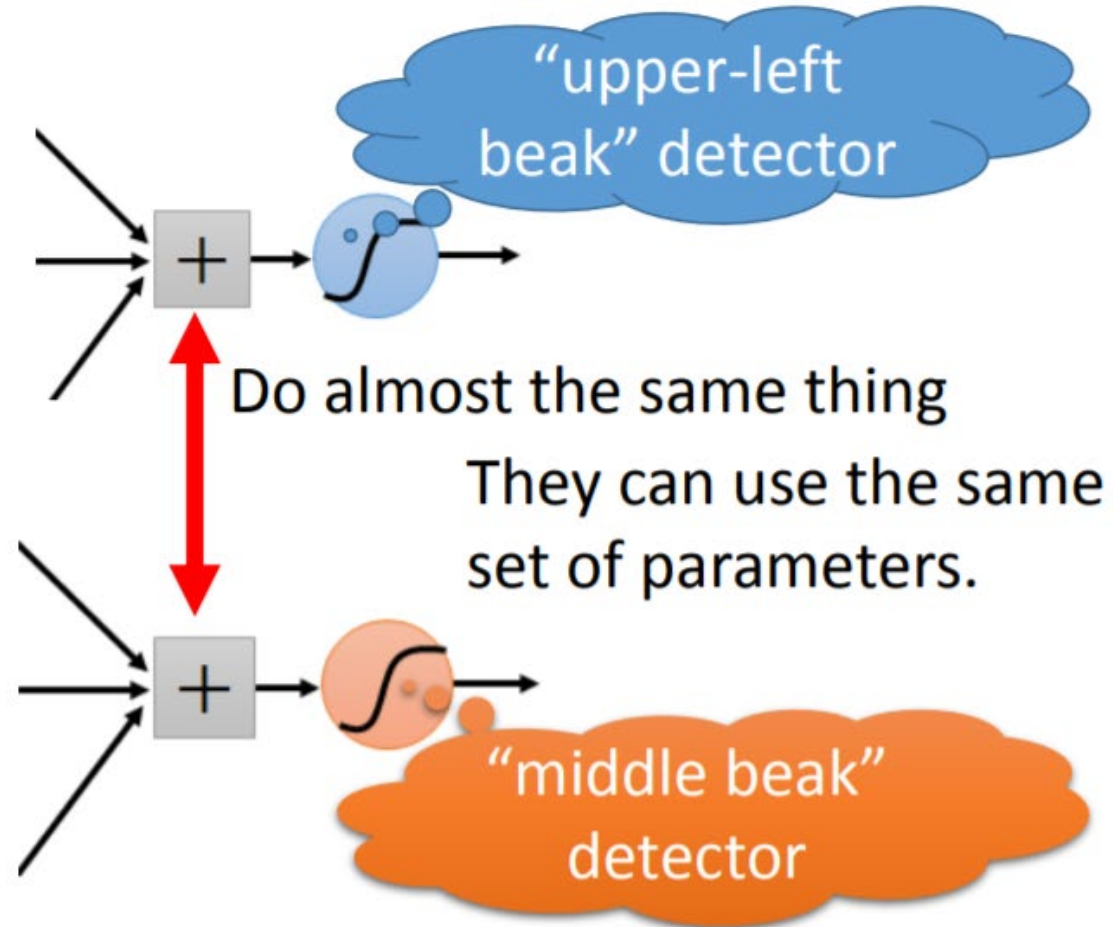 “upper-left
beak” detector
+
Do almost the same thing
They can use the same
set of parameters.
+
“middle beak”
detector